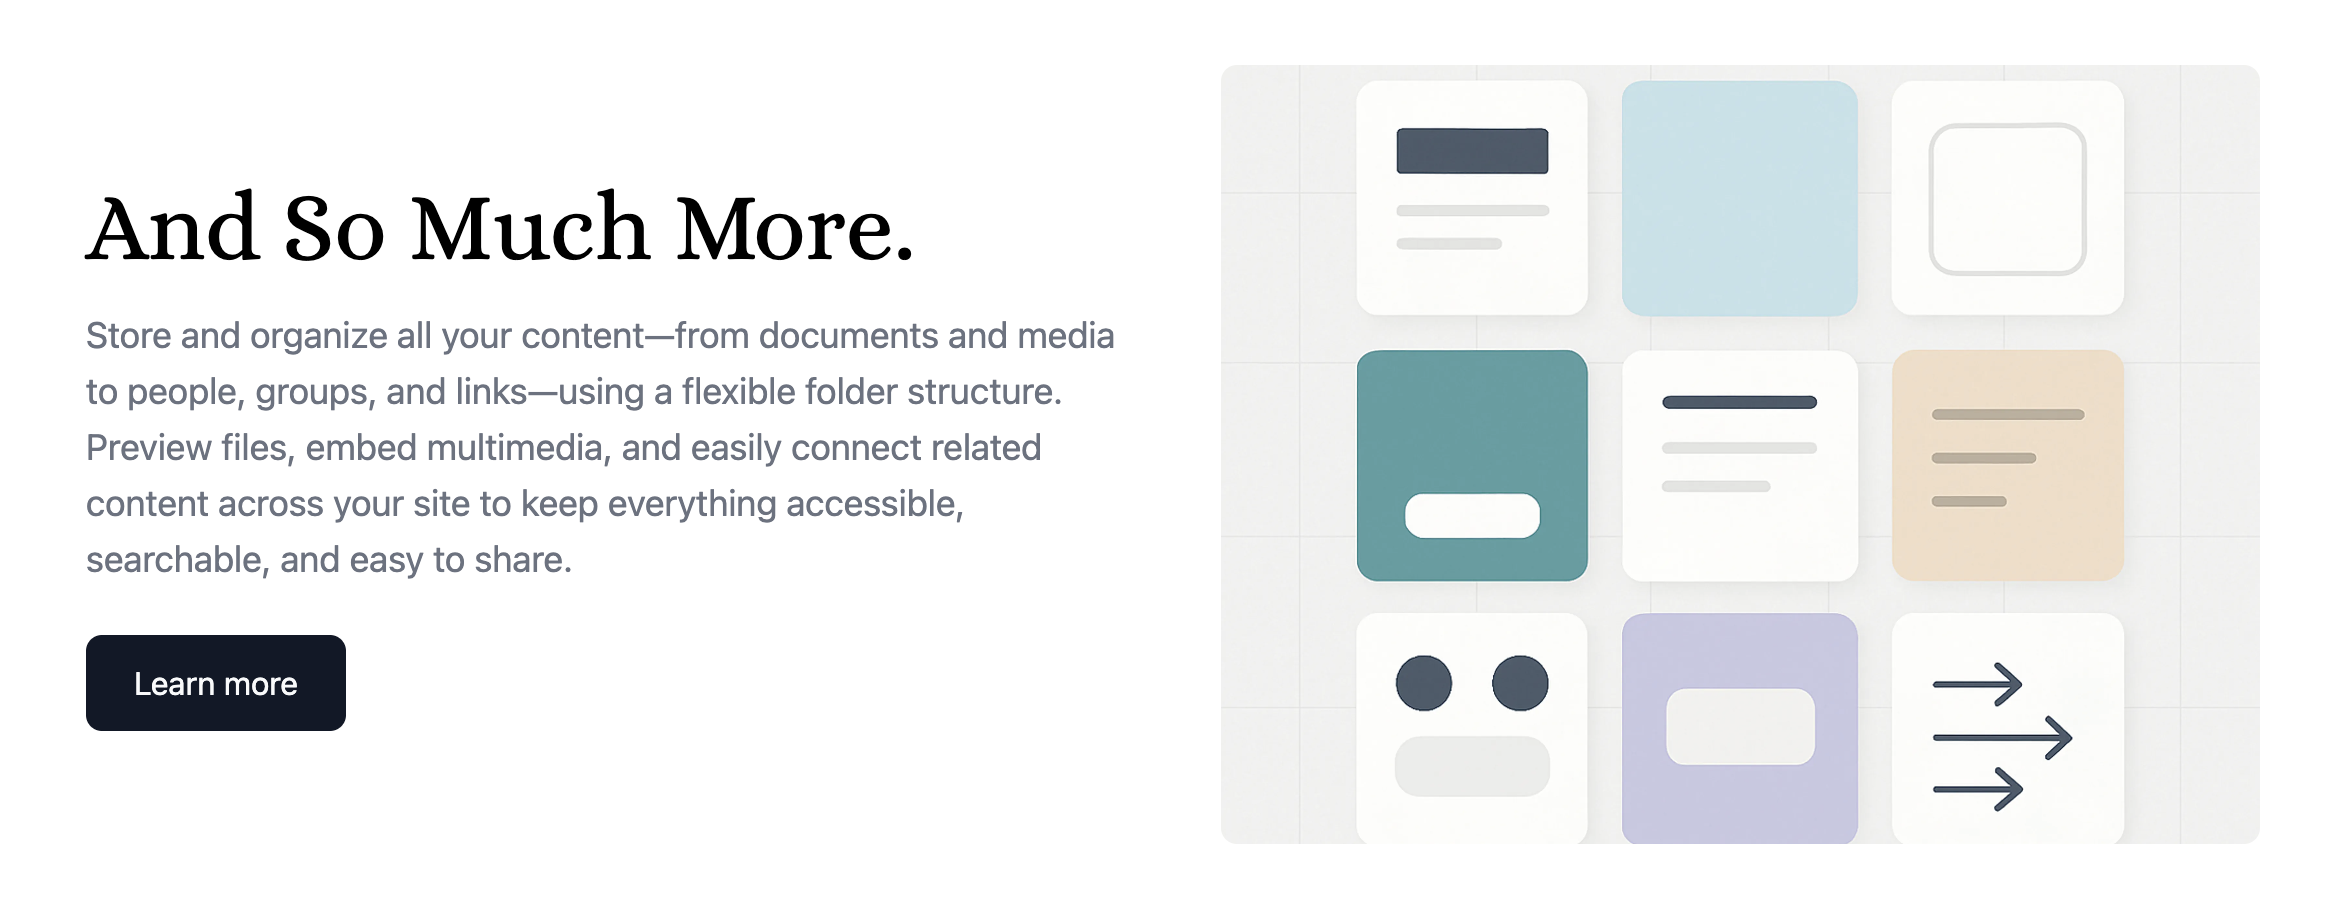 And So Much More.
Store and organize all your content—from documents and media
to people, groups, and links—using a flexible folder structure.
Preview files, embed multimedia, and easily connect related
content across your site to keep everything accessible,
searchable, and easy to share.
Learn more